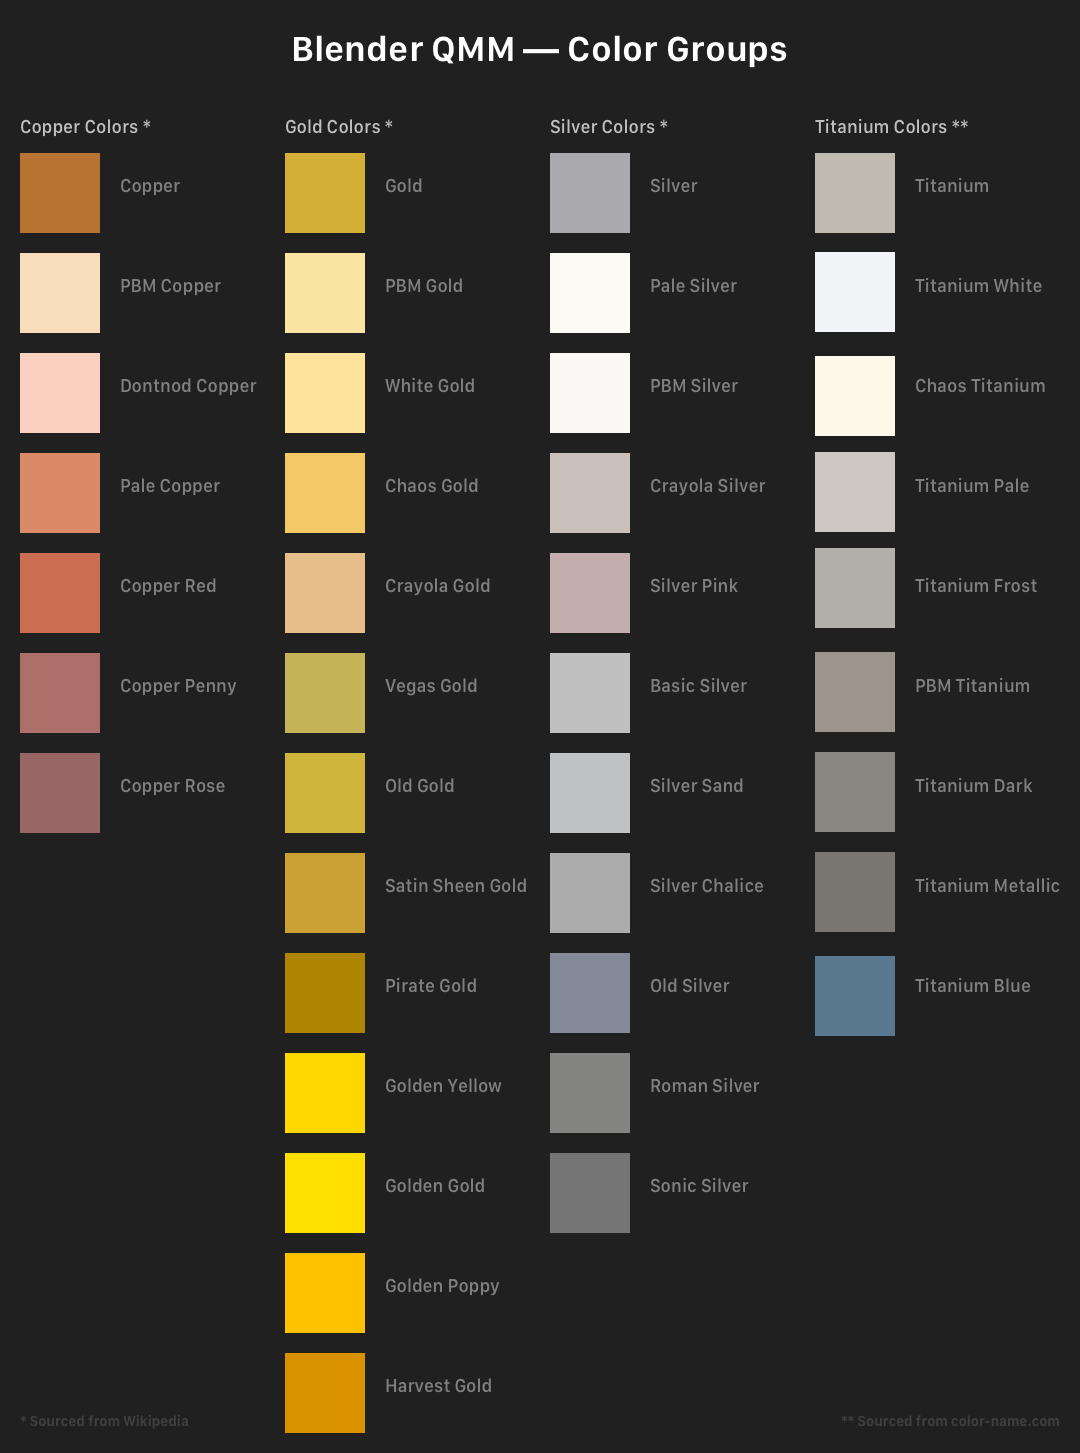 Blender QMM — Color Groups
Copper Colors *
Copper
PBM Copper
Dontnod Copper
Pale Copper
Copper Red
Copper Penny
Copper Rose
Gold Colors *
Gold
PBM Gold
White Gold
Chaos Gold
Crayola Gold
Vegas Gold
Old Gold
Satin Sheen Gold
Pirate Gold
Golden Yellow
Golden Gold
Golden Poppy
Harvest Gold
Silver Colors *
Silver
Pale Silver
PBM Silver
Crayola Silver
Silver Pink
Basic Silver
Silver Sand
Silver Chalice
Old Silver
Roman Silver
Sonic Silver
Titanium Colors **
Titanium
Titanium White
Chaos Titanium
Titanium Pale
Titanium Frost
PBM Titanium
Titanium Dark
Titanium Metallic
Titanium Blue
* Sourced from Wikipedia
** Sourced from color-name.com